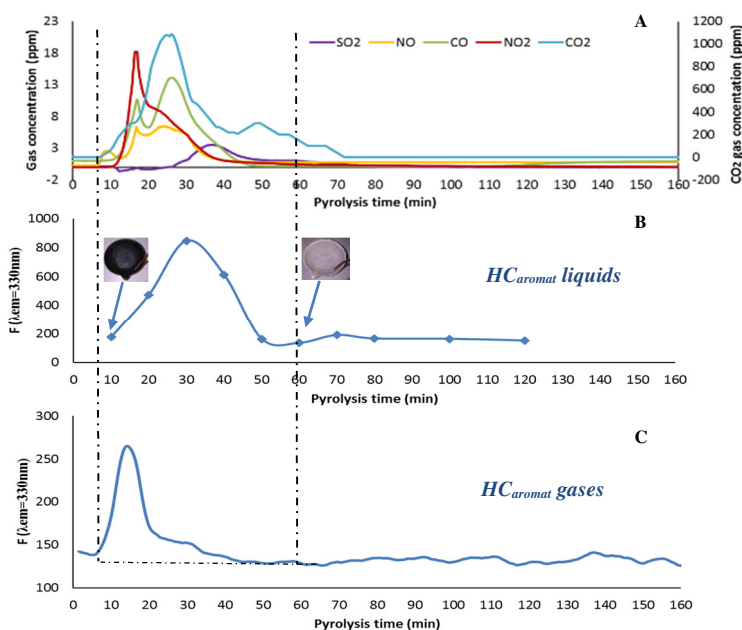 A
23
18
13
8
3
-2
Gas concentration (ppm)
SO2 NO CO NO2 CO2
1200
1000
800
600
400
200
0
-200
CO2 gas concentation (ppm)
0 10 20 30 40 50 60 70 80 90 100 110 120 130 140 150 160
Pyrolysis time (min)
B
1000
800
600
400
200
0
F (λem=330nm)
HCaromat liquids
0 10 20 30 40 50 60 70 80 90 100 110 120 130 140 150 160
Pyrolysis time (min)
C
300
250
200
150
100
F (λem=330nm)
HCaromat gases
0 10 20 30 40 50 60 70 80 90 100 110 120 130 140 150 160
Pyrolysis time (min)